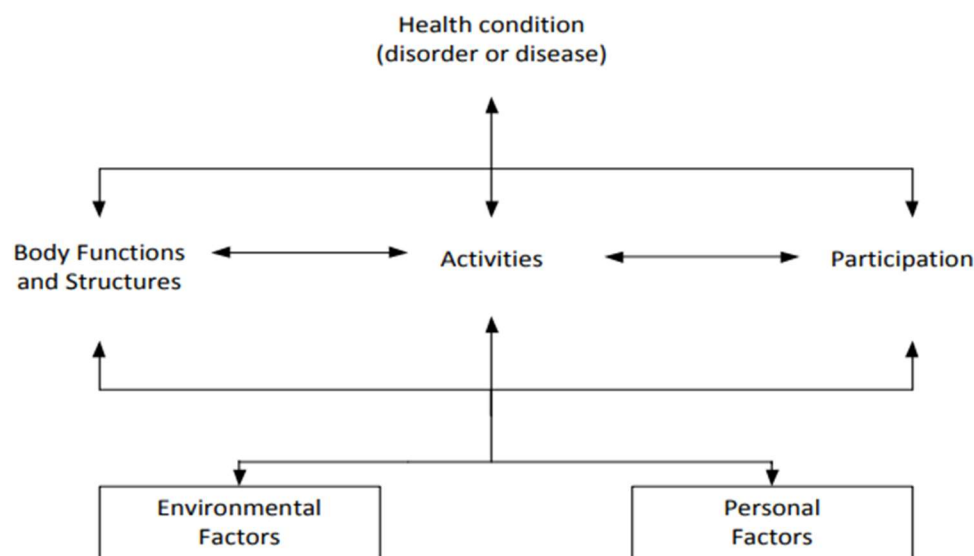 Health condition
(disorder or disease)
Body Functions
and Structures
Activities
Participation
Environmental
Factors
Personal
Factors